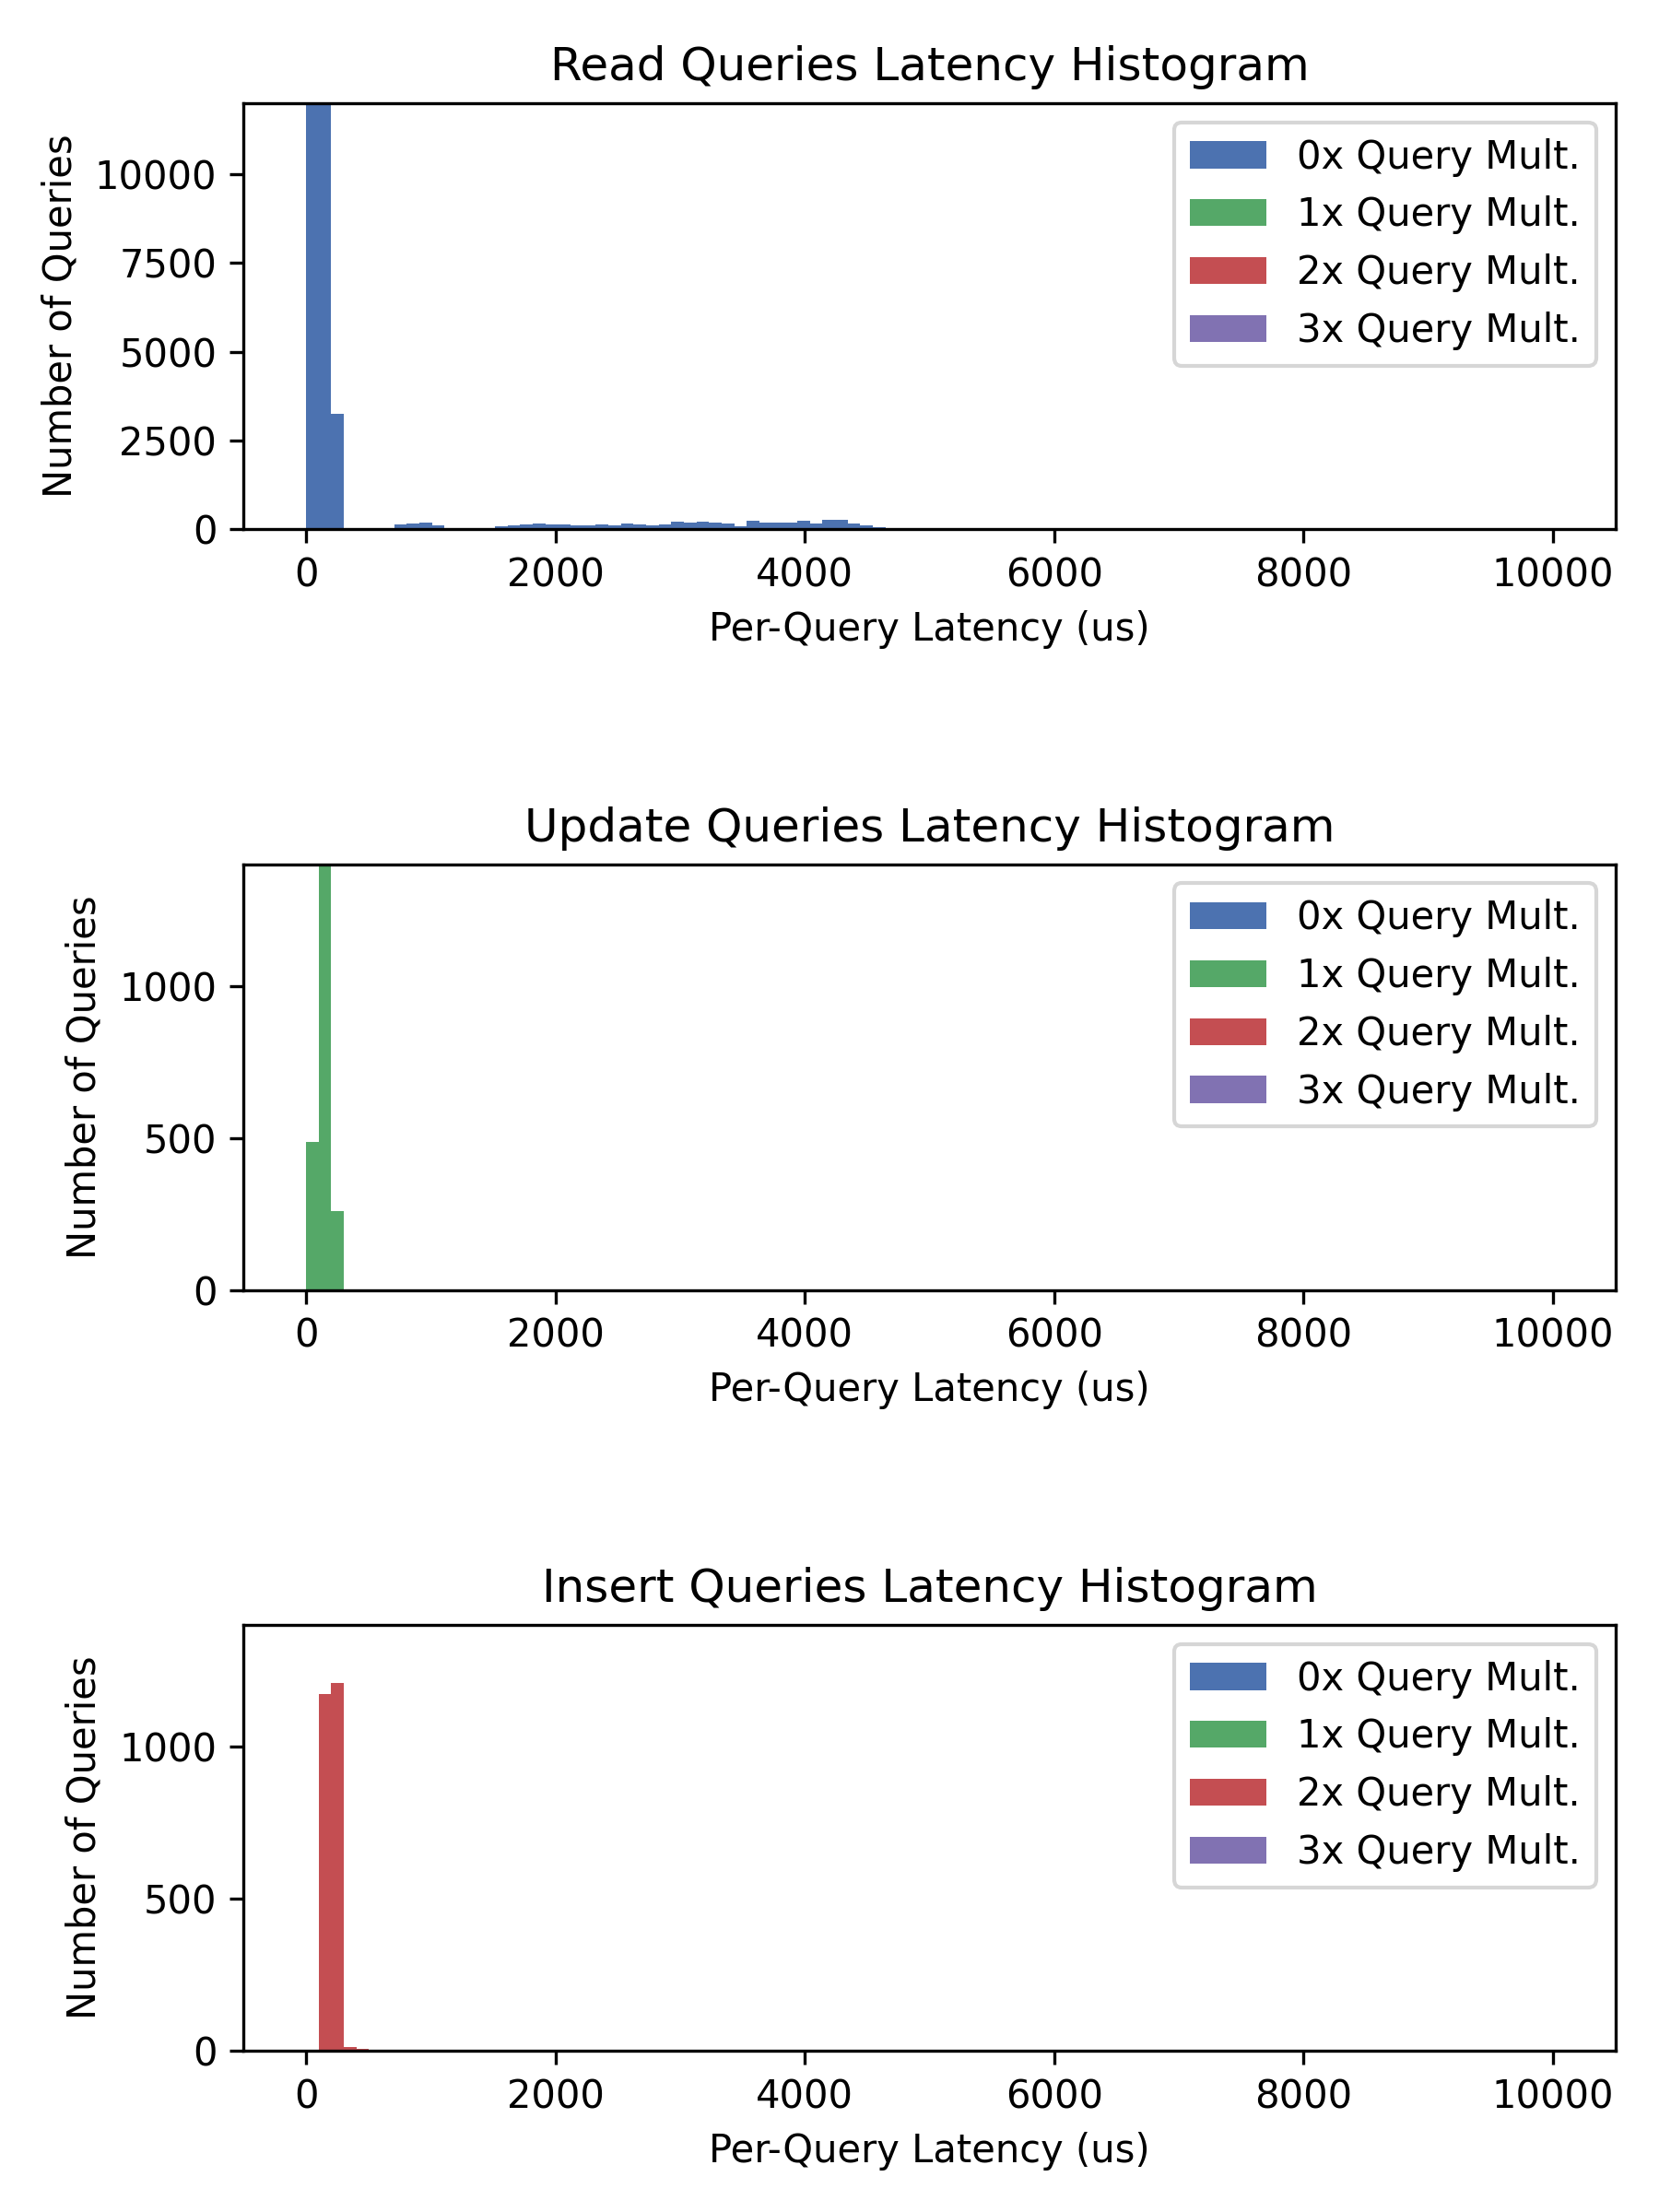 Read Queries Latency Histogram
Number of Queries
10000
7500
5000
2500
0
0x Query Mult.
1x Query Mult.
2x Query Mult.
3x Query Mult.
0 2000 4000 6000 8000 10000
Per-Query Latency (us)
Update Queries Latency Histogram
Number of Queries
1000
500
0
0x Query Mult.
1x Query Mult.
2x Query Mult.
3x Query Mult.
0 2000 4000 6000 8000 10000
Per-Query Latency (us)
Insert Queries Latency Histogram
Number of Queries
1000
500
0
0x Query Mult.
1x Query Mult.
2x Query Mult.
3x Query Mult.
0 2000 4000 6000 8000 10000
Per-Query Latency (us)